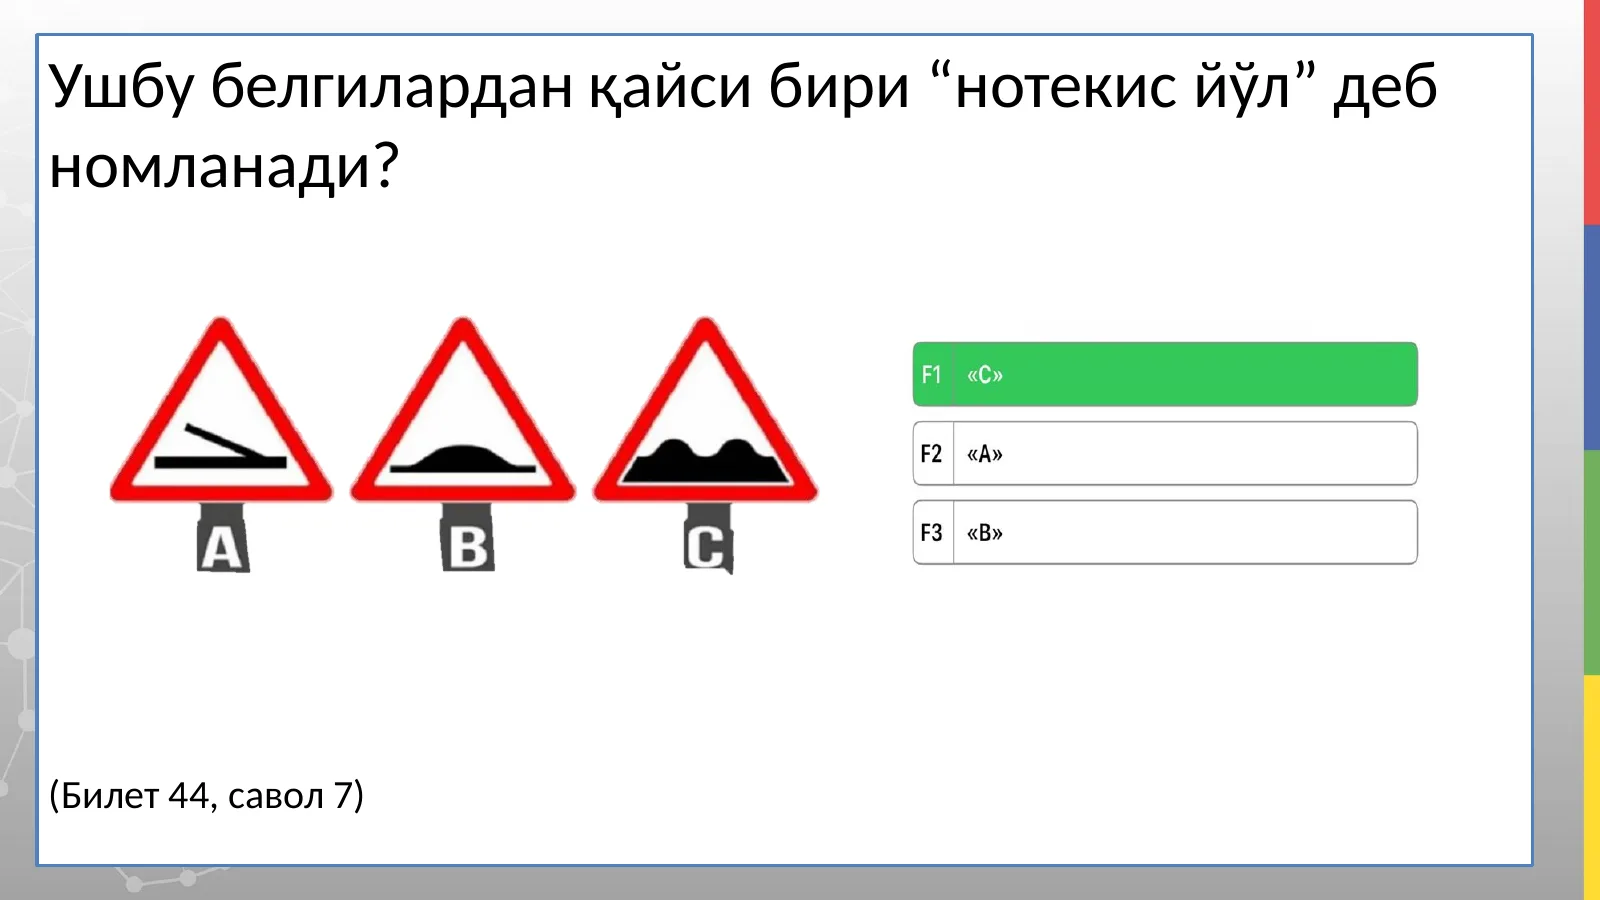 Ушбу белгилардан қайси бири “нотекис йўл” деб
номланади?
A B C
F1 «C»
F2 «A»
F3 «B»
(Билет 44, савол 7)